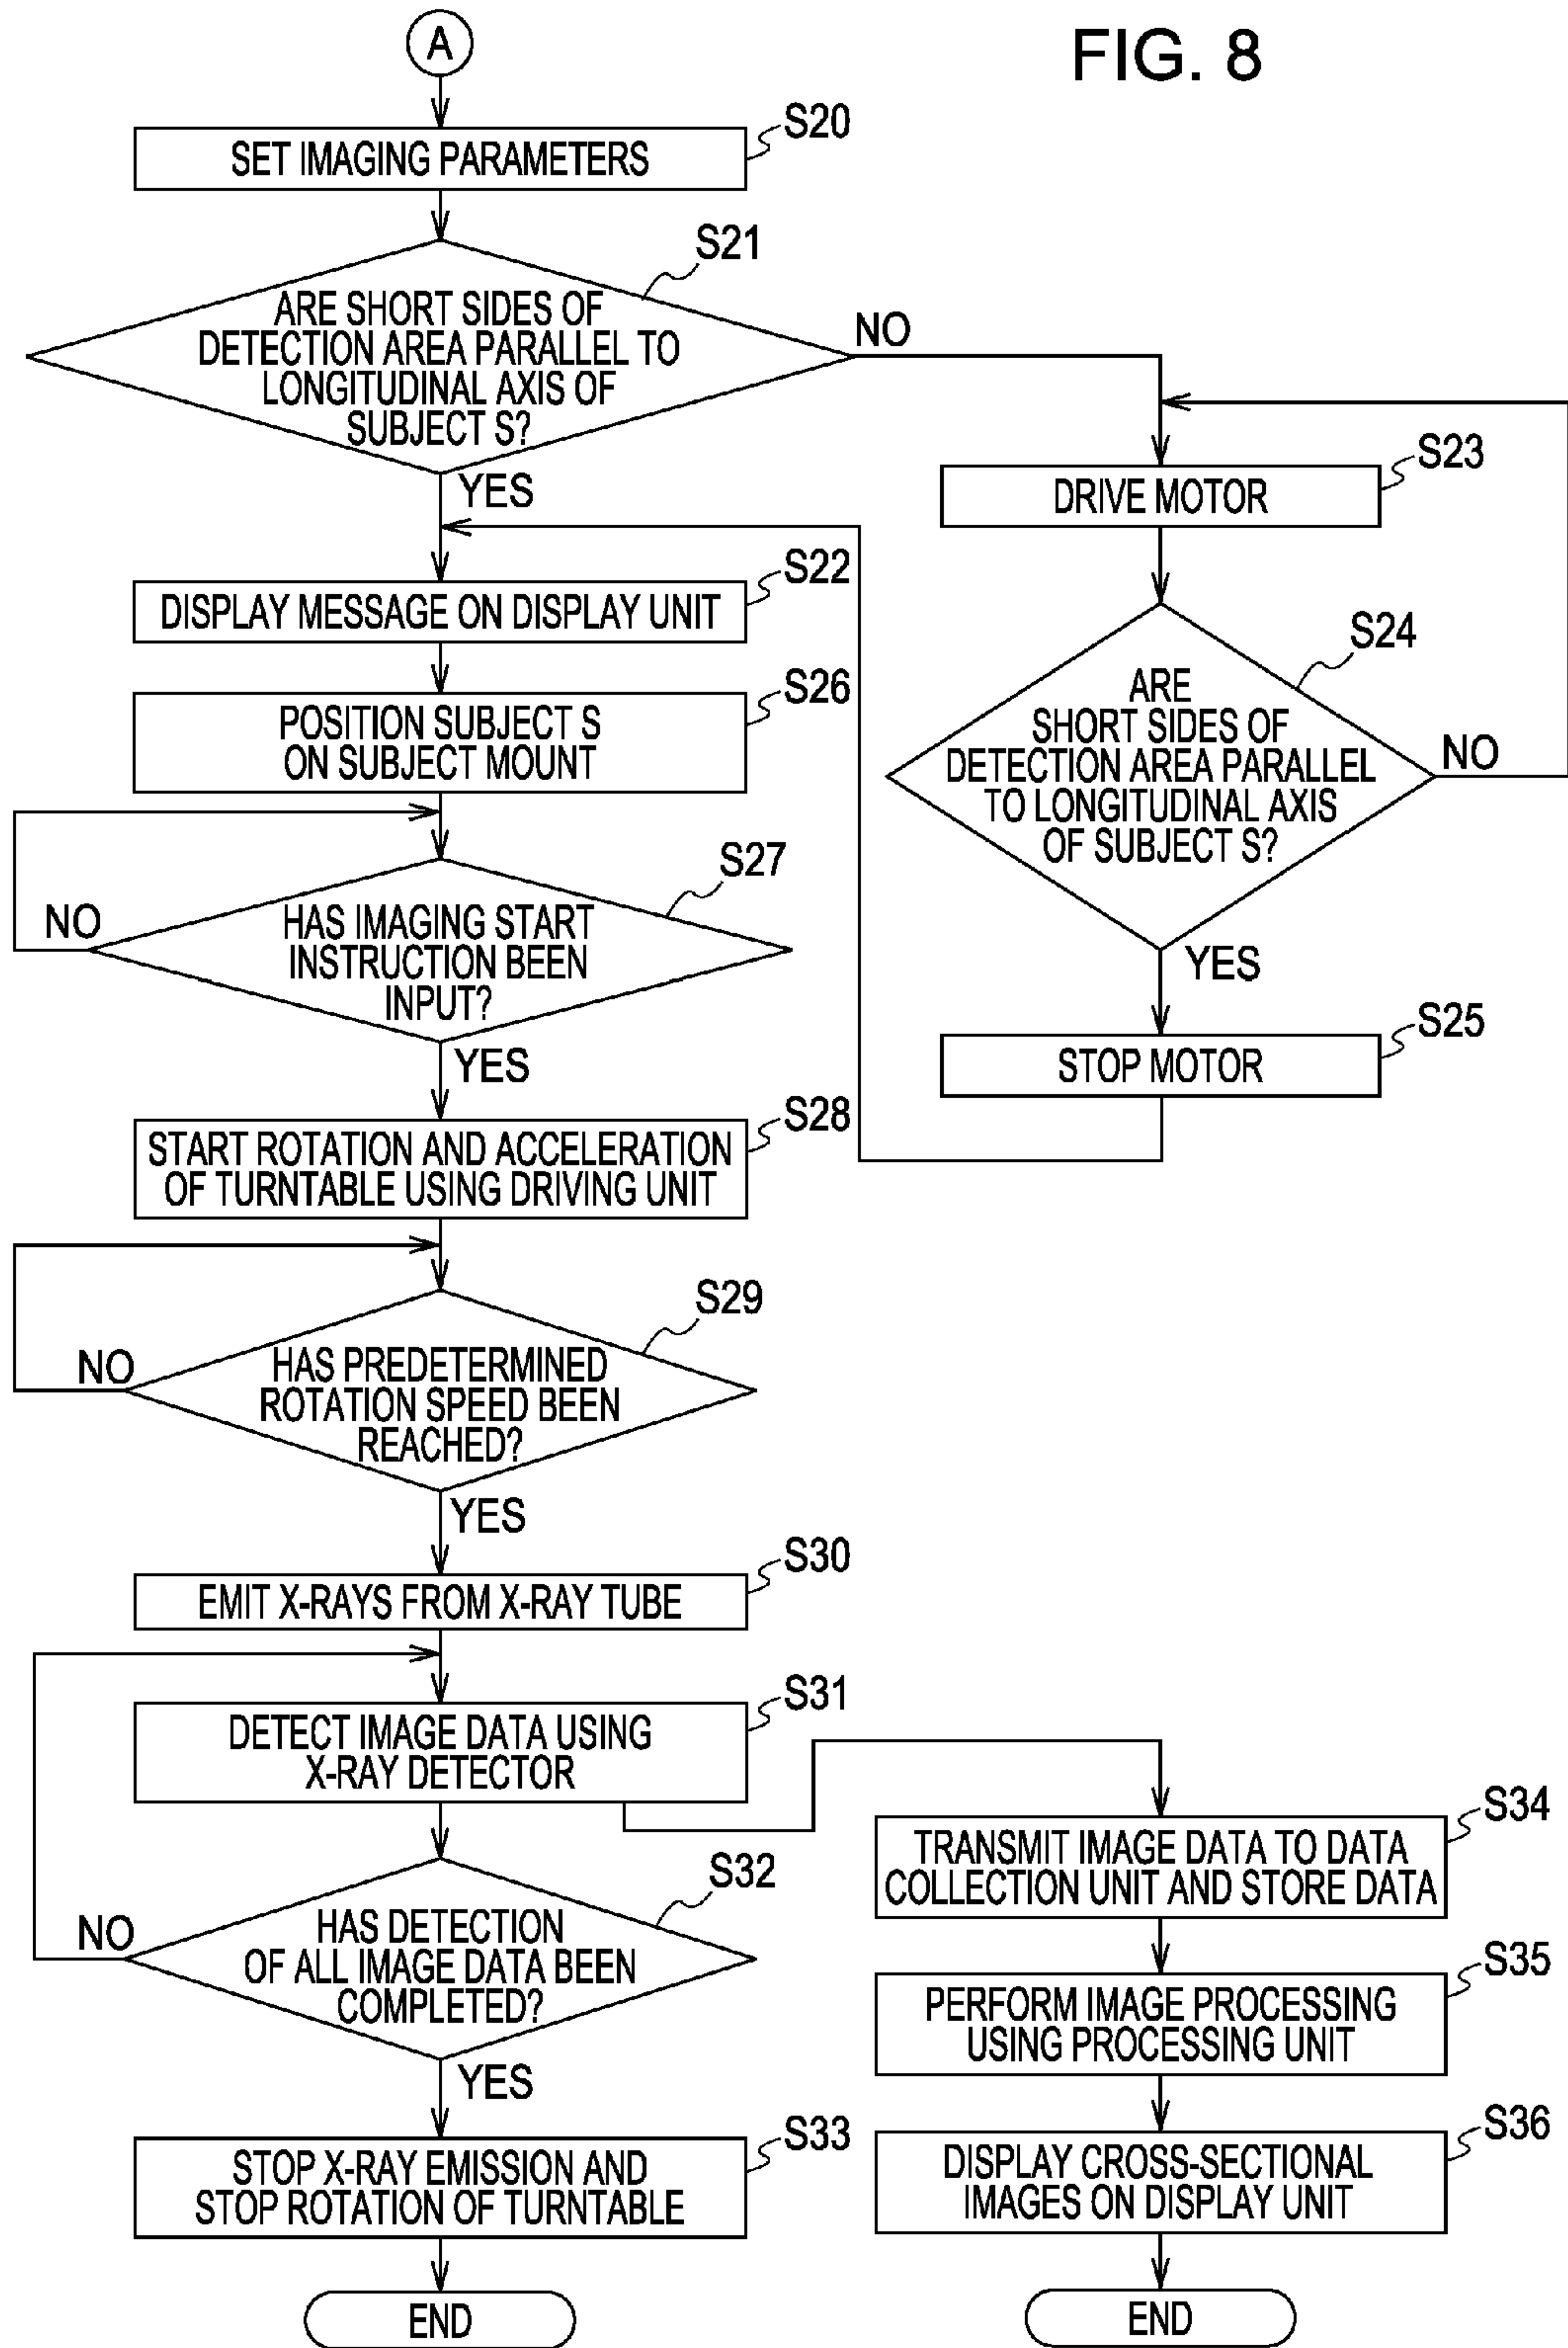 FIG. 8
A
S20
SET IMAGING PARAMETERS
S21
ARE SHORT SIDES OF
DETECTION AREA PARALLEL TO
LONGITUDINAL AXIS OF
SUBJECT S?
NO
YES
S22
DISPLAY MESSAGE ON DISPLAY UNIT
S23
DRIVE MOTOR
S24
ARE
SHORT SIDES OF
DETECTION AREA PARALLEL
TO LONGITUDINAL AXIS
OF SUBJECT S?
NO
YES
S25
STOP MOTOR
S26
POSITION SUBJECT S
ON SUBJECT MOUNT
S27
HAS IMAGING START
INSTRUCTION BEEN
INPUT?
NO
YES
S28
START ROTATION AND ACCELERATION
OF TURNTABLE USING DRIVING UNIT
S29
HAS PREDETERMINED
ROTATION SPEED BEEN
REACHED?
NO
YES
S30
EMIT X-RAYS FROM X-RAY TUBE
S31
DETECT IMAGE DATA USING
X-RAY DETECTOR
S32
HAS DETECTION
OF ALL IMAGE DATA BEEN
COMPLETED?
NO
YES
S33
STOP X-RAY EMISSION AND
STOP ROTATION OF TURNTABLE
END
S34
TRANSMIT IMAGE DATA TO DATA
COLLECTION UNIT AND STORE DATA
S35
PERFORM IMAGE PROCESSING
USING PROCESSING UNIT
S36
DISPLAY CROSS-SECTIONAL
IMAGES ON DISPLAY UNIT
END